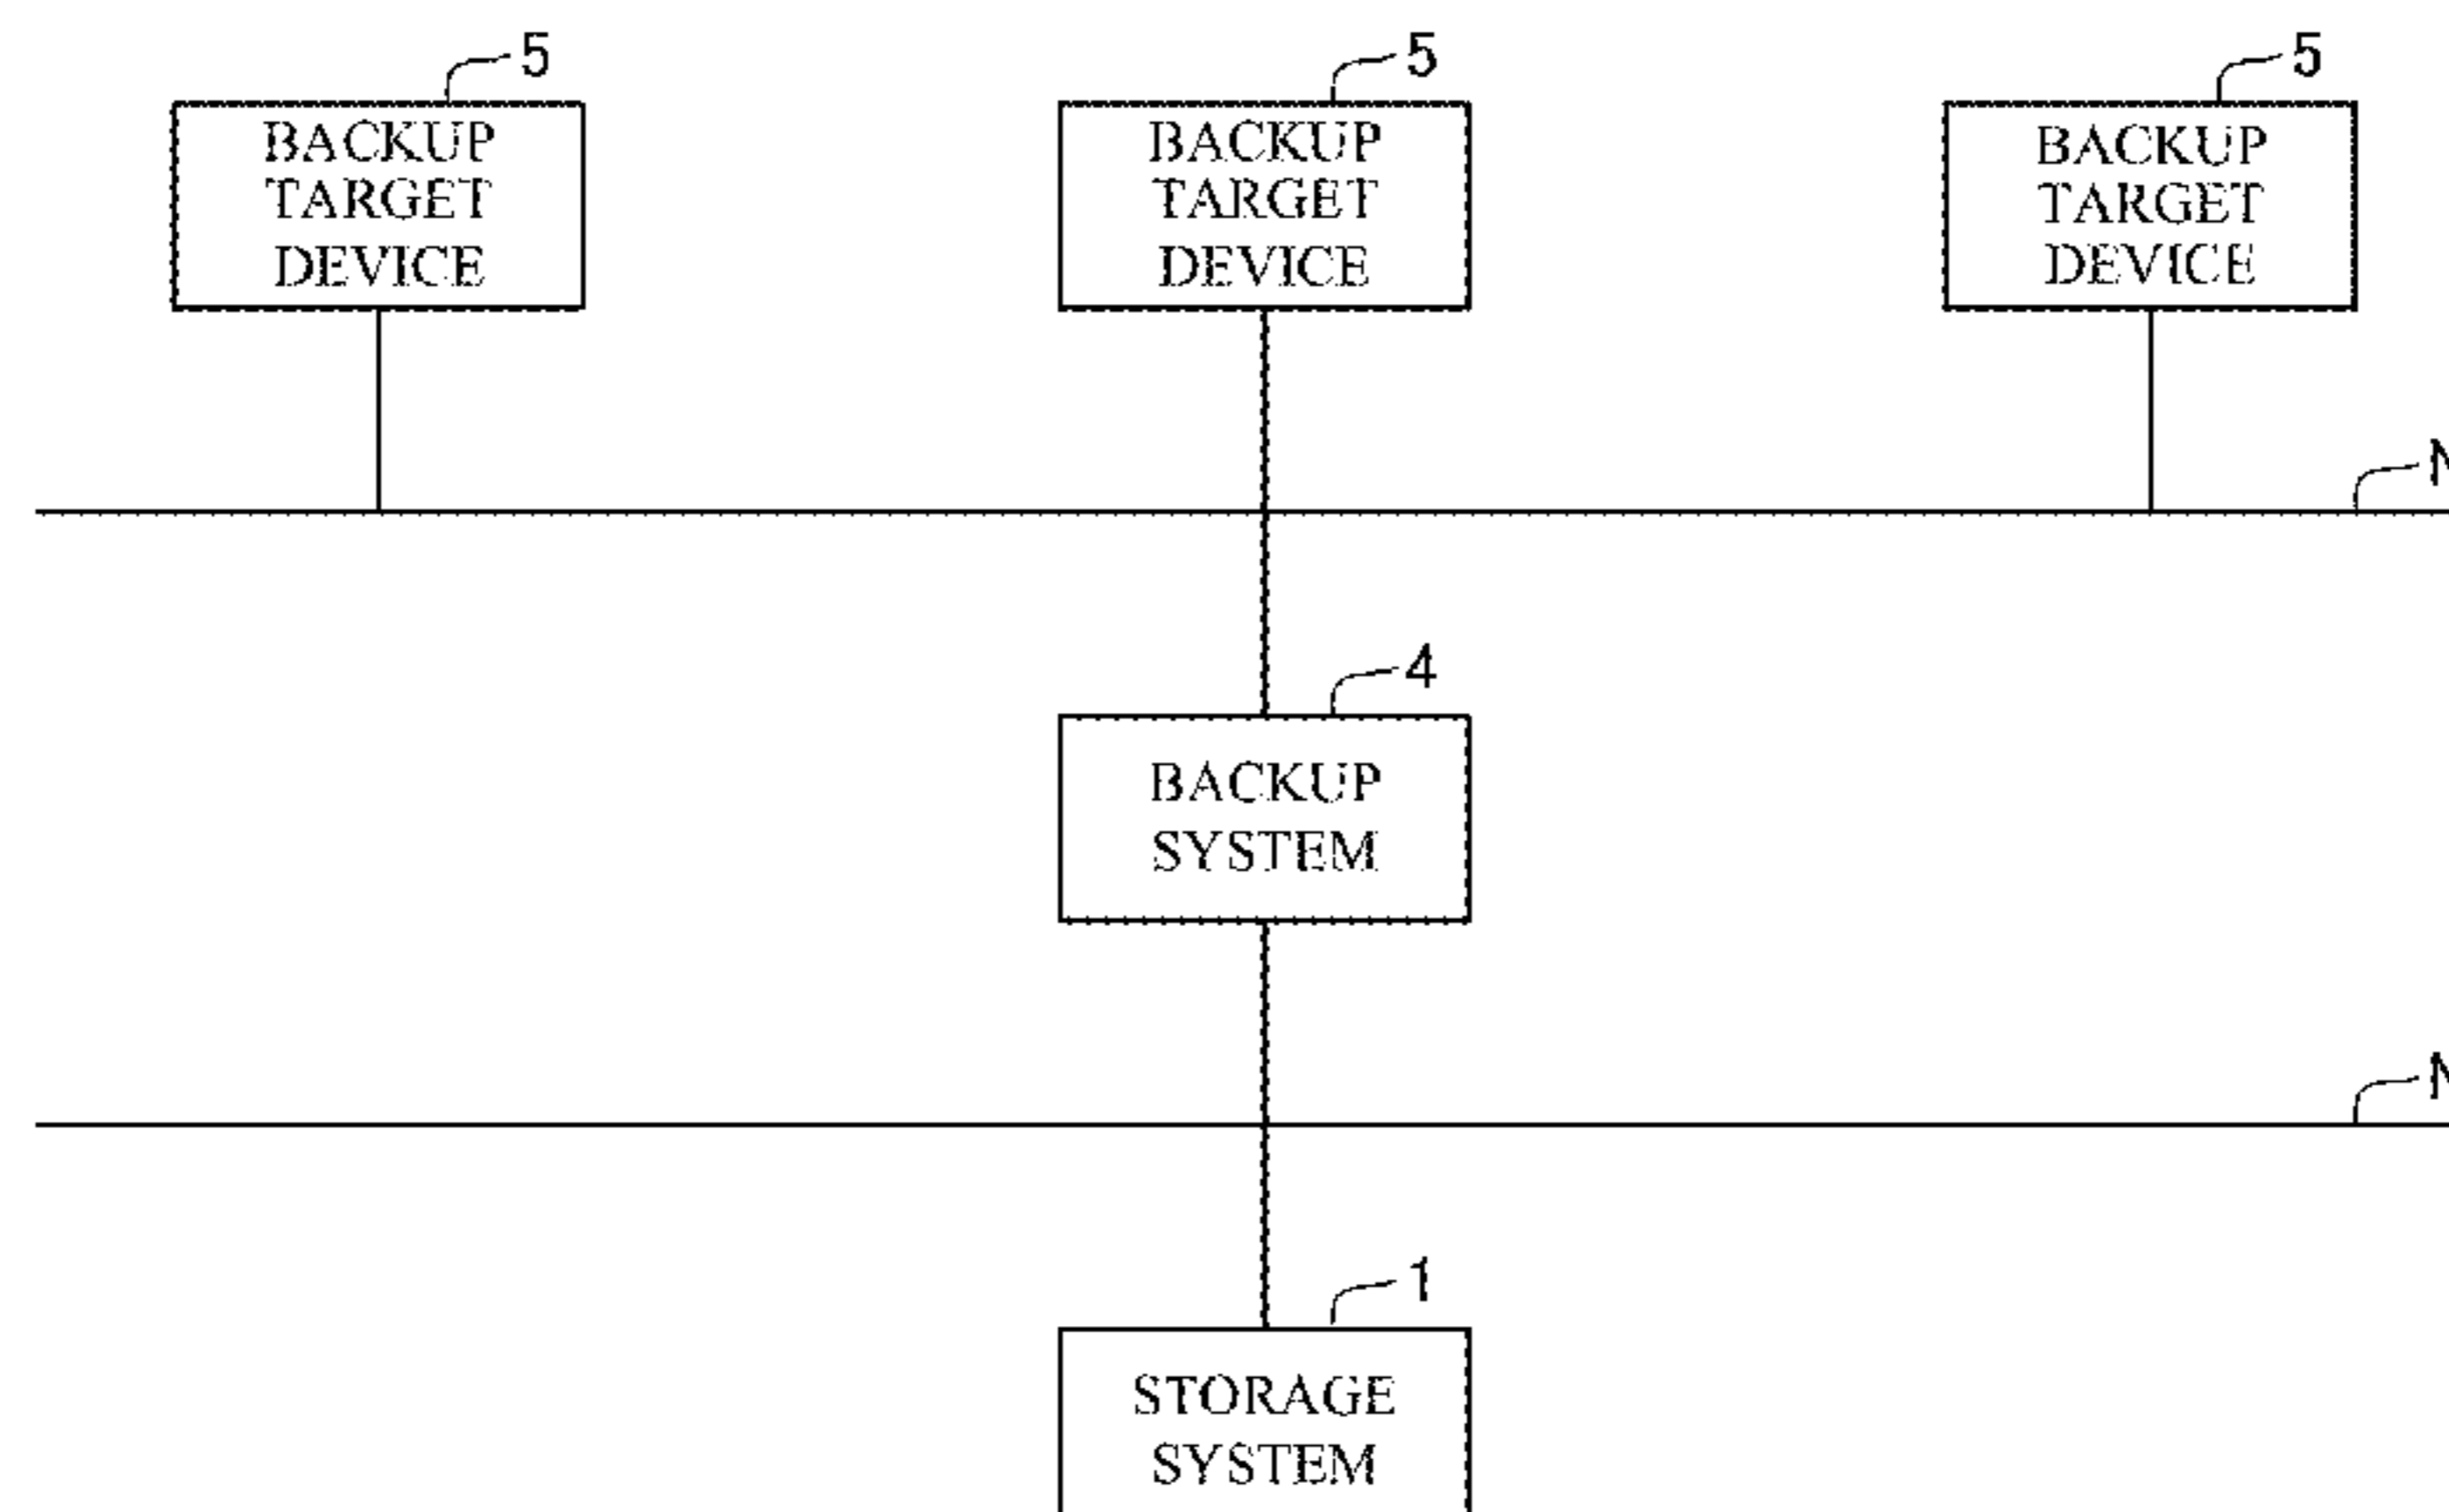 5
5
5
BACKUP
TARGET
DEVICE
BACKUP
TARGET
DEVICE
BACKUP
TARGET
DEVICE
N
4
BACKUP
SYSTEM
N
1
STORAGE
SYSTEM